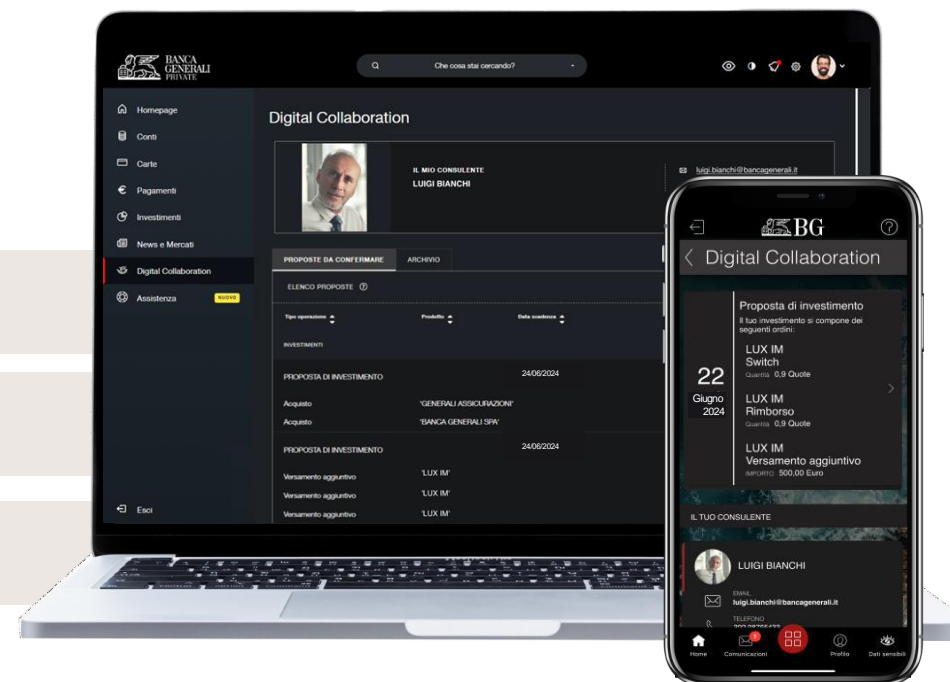 BANCA
GENERALI
PRIVATE
Che cosa stai cercando?
Homepage
Conti
Carte
Pagamenti
Investimenti
News e Mercati
Digital Collaboration
Assistenza
NUOVO
Esci
Digital Collaboration
IL MIO CONSULENTE
LUIGI BIANCHI
luigi.bianchi@bancagenerali.it
PROPOSTE DA CONFERMARE ARCHIVIO
ELENCO PROPOSTE
Tipo operazione Prodotto Data scadenza
INVESTIMENTI
PROPOSTA DI INVESTIMENTO 24/06/2024
Acquisto 'GENERALI ASSICURAZIONI'
Acquisto 'BANCA GENERALI SPA'
PROPOSTA DI INVESTIMENTO 24/06/2024
Versamento aggiuntivo 'LUX IM'
Versamento aggiuntivo 'LUX IM'
Versamento aggiuntivo 'LUX IM'
BG
Digital Collaboration
22
Giugno
2024
Proposta di investimento
Il tuo investimento si compone dei
seguenti ordini:
LUX IM
Switch
Quantità 0,9 Quote
LUX IM
Rimborso
Quantità 0,9 Quote
LUX IM
Versamento aggiuntivo
IMPORTO 500,00 Euro
IL TUO CONSULENTE
LUIGI BIANCHI
EMAIL
luigi.bianchi@bancagenerali.it
TELEFONO
Home Comunicazioni Profilo Dati sensibili